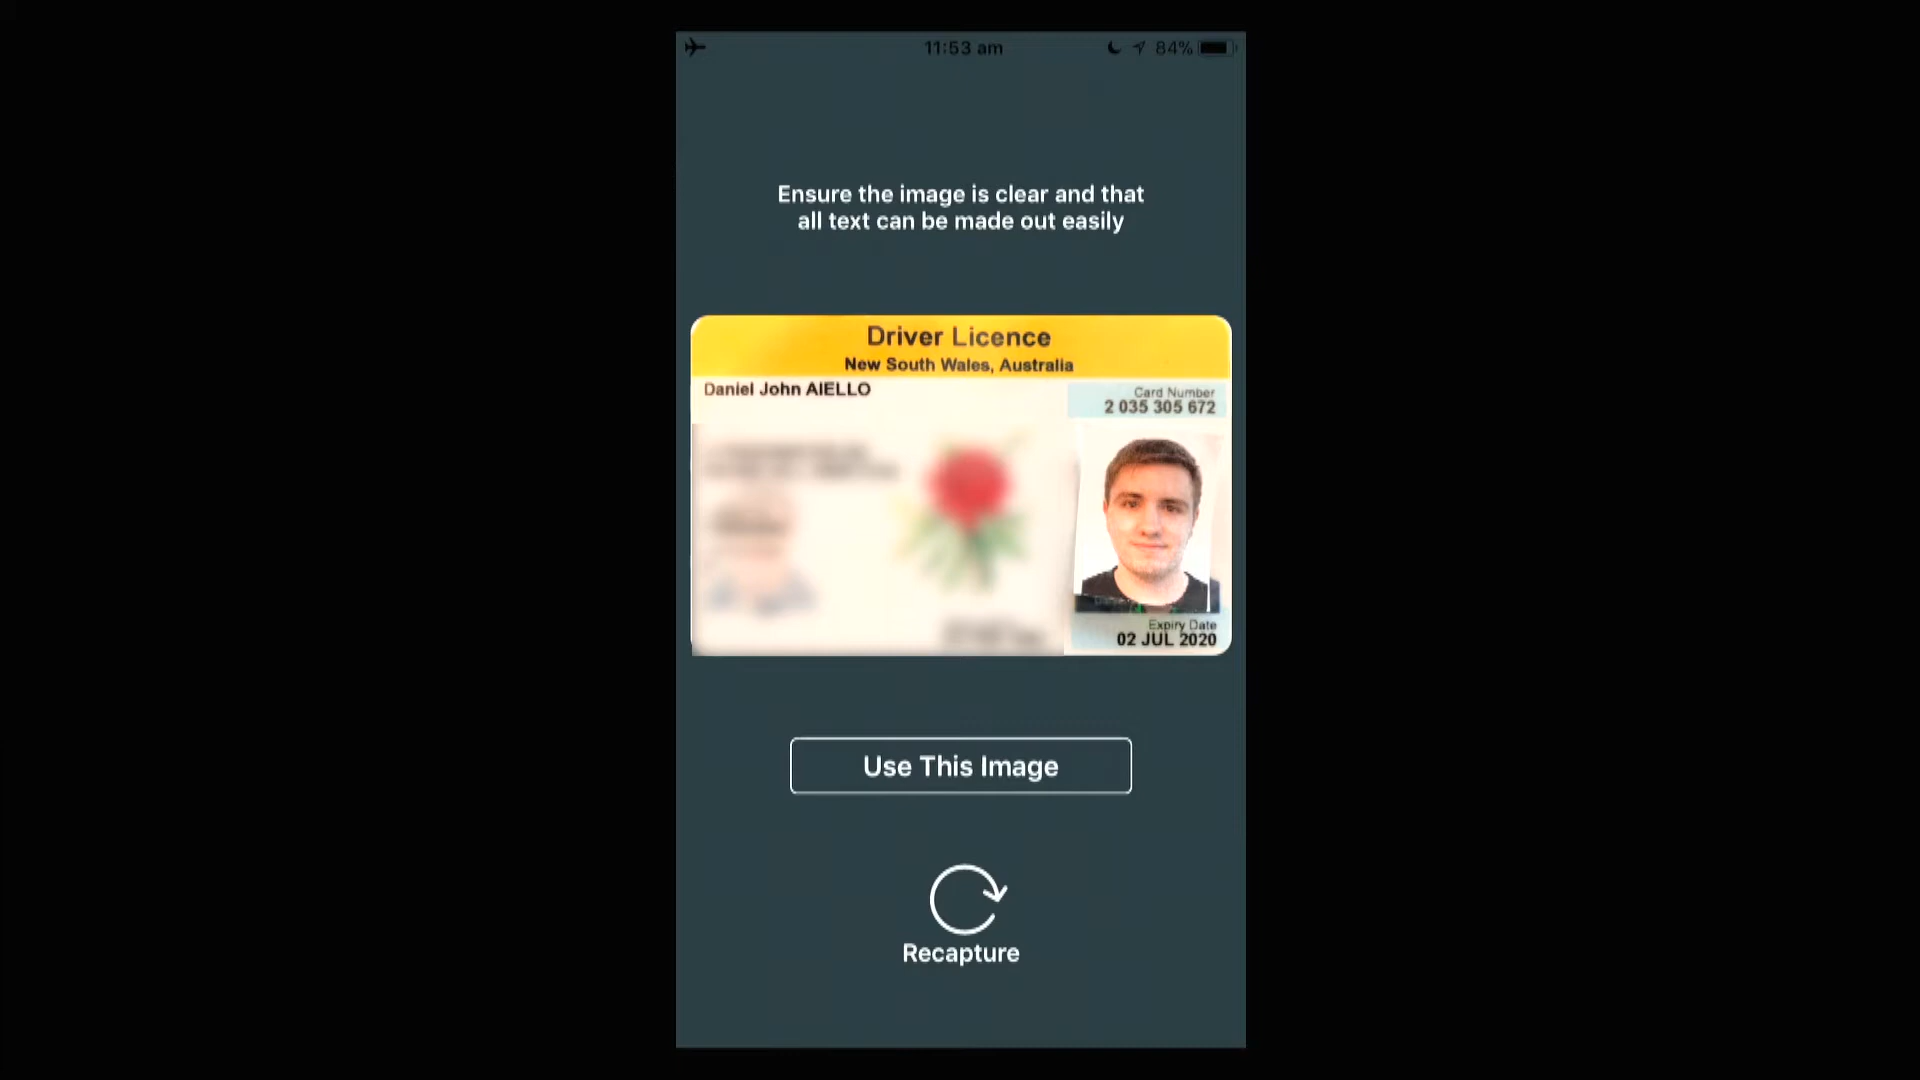 11:53 am
84%
Ensure the image is clear and that
all text can be made out easily
Driver Licence
New South Wales, Australia
Daniel John AIELLO
Card Number
2 035 305 672
Expiry Date
02 JUL 2020
Use This Image
Recapture